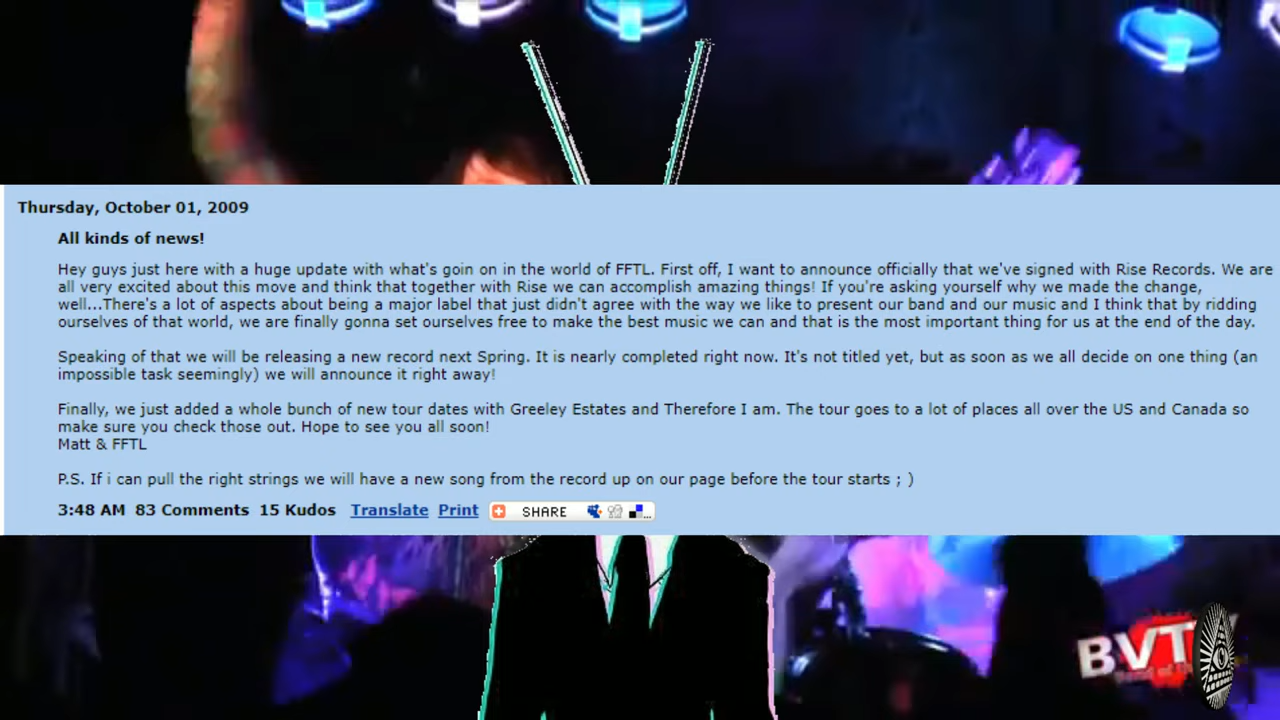 Thursday, October 01, 2009
All kinds of news!
Hey guys just here with a huge update with what's goin on in the world of FFTL. First off, I want to announce officially that we've signed with Rise Records. We are
all very excited about this move and think that together with Rise we can accomplish amazing things! If you're asking yourself why we made the change,
well...There's a lot of aspects about being a major label that just didn't agree with the way we like to present our band and our music and I think that by ridding
ourselves of that world, we are finally gonna set ourselves free to make the best music we can and that is the most important thing for us at the end of the day.
Speaking of that we will be releasing a new record next Spring. It is nearly completed right now. It's not titled yet, but as soon as we all decide on one thing (an
impossible task seemingly) we will announce it right away!
Finally, we just added a whole bunch of new tour dates with Greeley Estates and Therefore I am. The tour goes to a lot of places all over the US and Canada so
make sure you check those out. Hope to see you all soon!
Matt & FFTL
P.S. If i can pull the right strings we will have a new song from the record up on our page before the tour starts ; )
3:48 AM 83 Comments 15 Kudos Translate Print SHARE
BVT